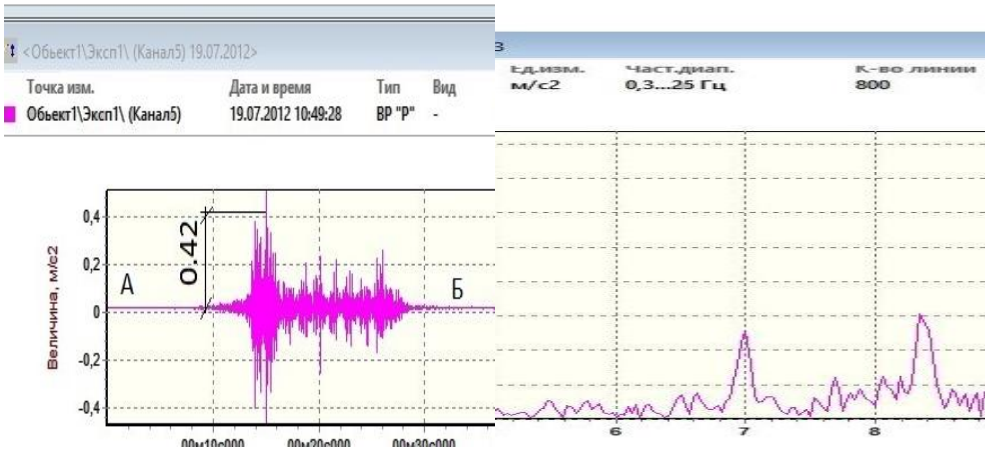 <Обьект1\Эксп1\ (Канал5) 19.07.2012>
Точка изм. Дата и время Тип Вид
Обьект1\Эксп1\ (Канал5) 19.07.2012 10:49:28 ВР "Р" -
Величина, м/с2
0,4
0,2
0
-0,2
-0,4
0.42
А
Б
00м10с000 00м20с000 00м30с000
Ед.изм. Част.диап. К-во линии
м/с2 0,3...25 Гц 800
6 7 8